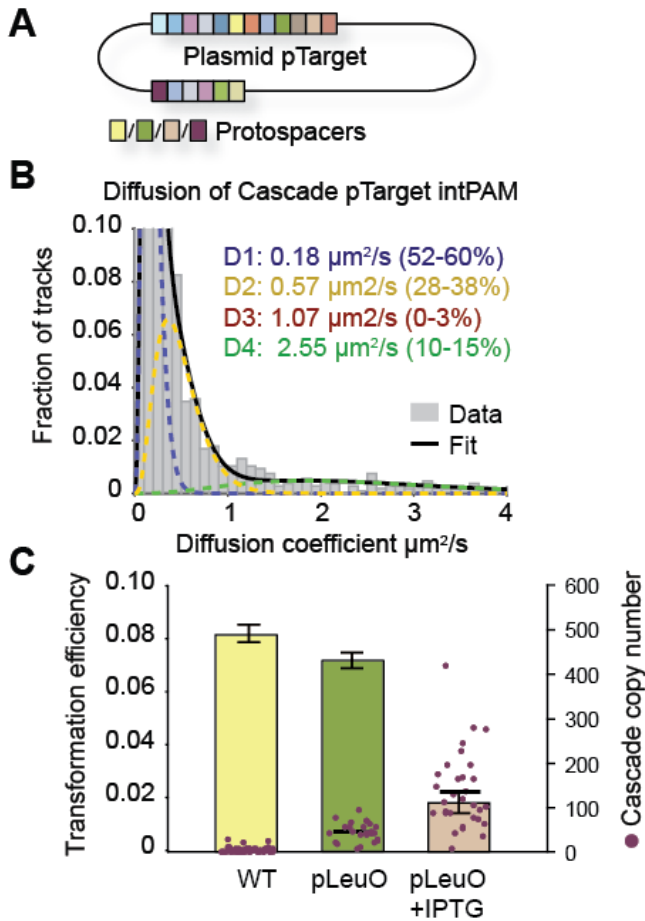 A
Plasmid pTarget
/ / / Protospacers
B
Diffusion of Cascade pTarget intPAM
0.10
0.08
0.06
0.04
0.02
0
Fraction of tracks
D1: 0.18 µm²/s (52-60%)
D2: 0.57 µm2/s (28-38%)
D3: 1.07 µm2/s (0-3%)
D4: 2.55 µm²/s (10-15%)
Data
Fit
0 1 2 3 4
Diffusion coefficient µm²/s
C
0.10
0.08
0.06
0.04
0.02
0
Transformation efficiency
600
500
400
300
200
100
0
Cascade copy number
WT pLeuO pLeuO
+IPTG